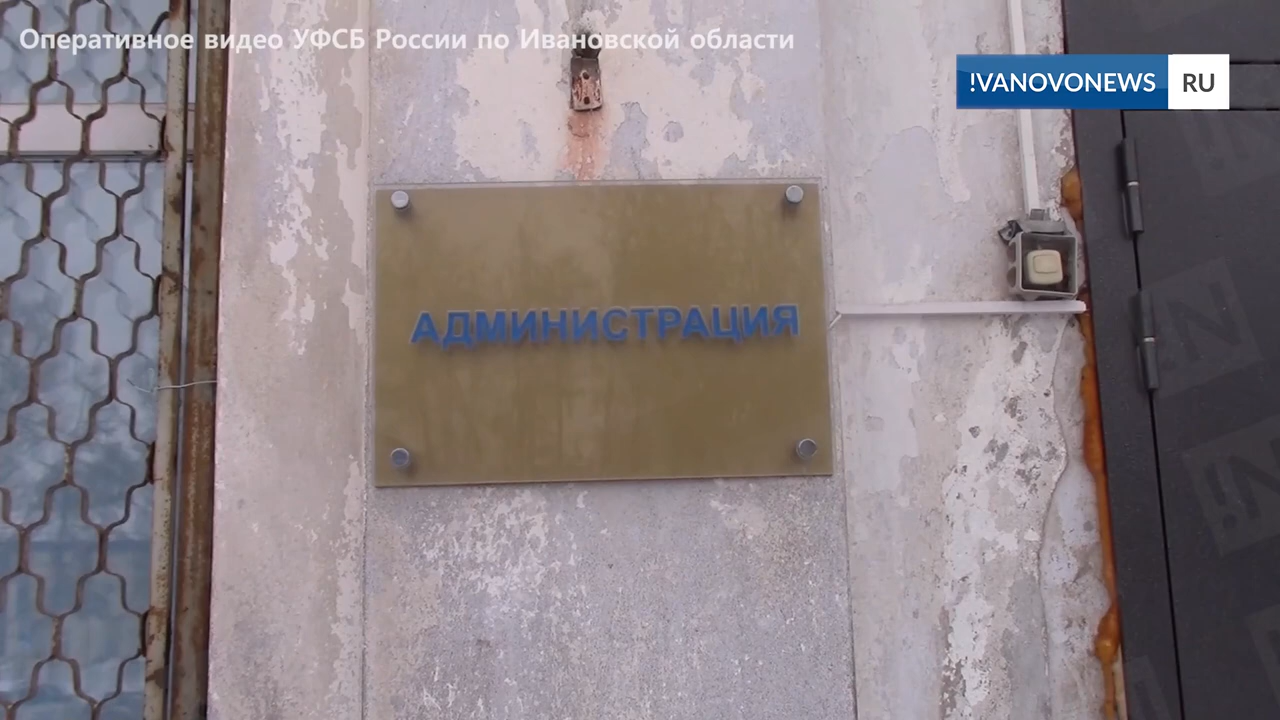 Оперативное видео УФСБ России по Ивановской области
!VANOVONEWS RU
АДМИНИСТРАЦИЯ